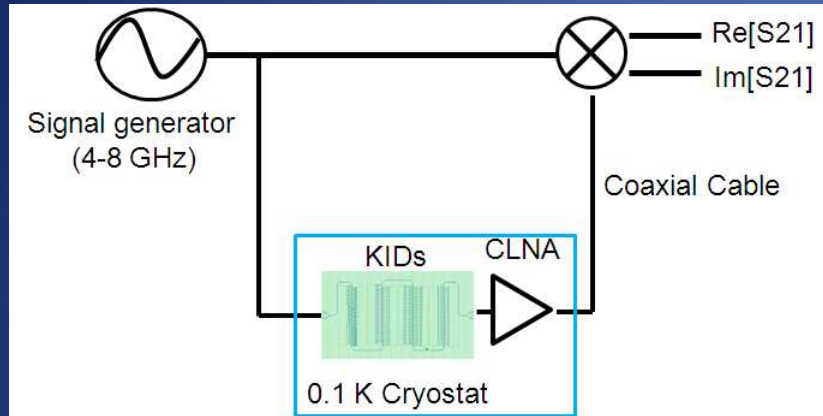 Re[S21]
Im[S21]
Signal generator
(4-8 GHz)
Coaxial Cable
KIDs
CLNA
0.1 K Cryostat